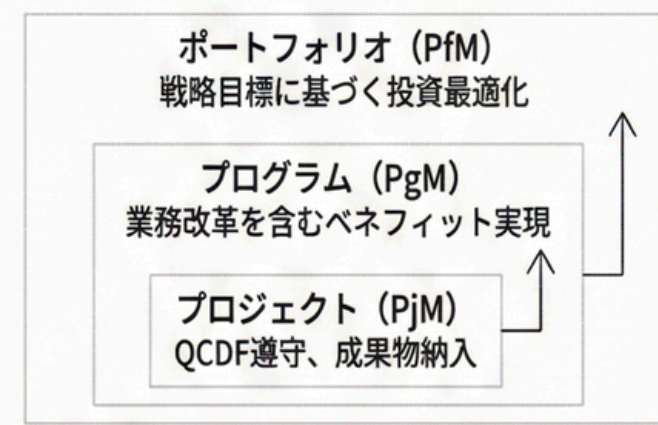 ポートフォリオ（PfM）
戦略目標に基づく投資最適化
プログラム（PgM）
業務改革を含むベネフィット実現
プロジェクト（PjM）
QCDF遵守、成果物納入